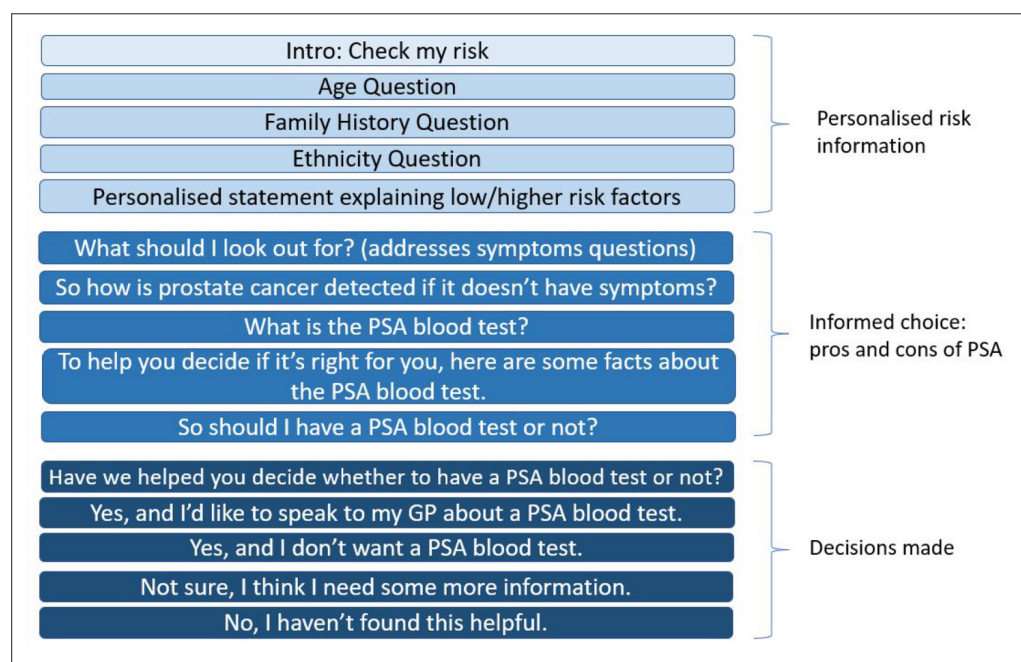 Intro: Check my risk
Age Question
Family History Question
Ethnicity Question
Personalised statement explaining low/higher risk factors
Personalised risk
information
What should I look out for? (addresses symptoms questions)
So how is prostate cancer detected if it doesn’t have symptoms?
What is the PSA blood test?
To help you decide if it’s right for you, here are some facts about
the PSA blood test.
So should I have a PSA blood test or not?
Informed choice:
pros and cons of PSA
Have we helped you decide whether to have a PSA blood test or not?
Yes, and I’d like to speak to my GP about a PSA blood test.
Yes, and I don’t want a PSA blood test.
Not sure, I think I need some more information.
No, I haven’t found this helpful.
Decisions made